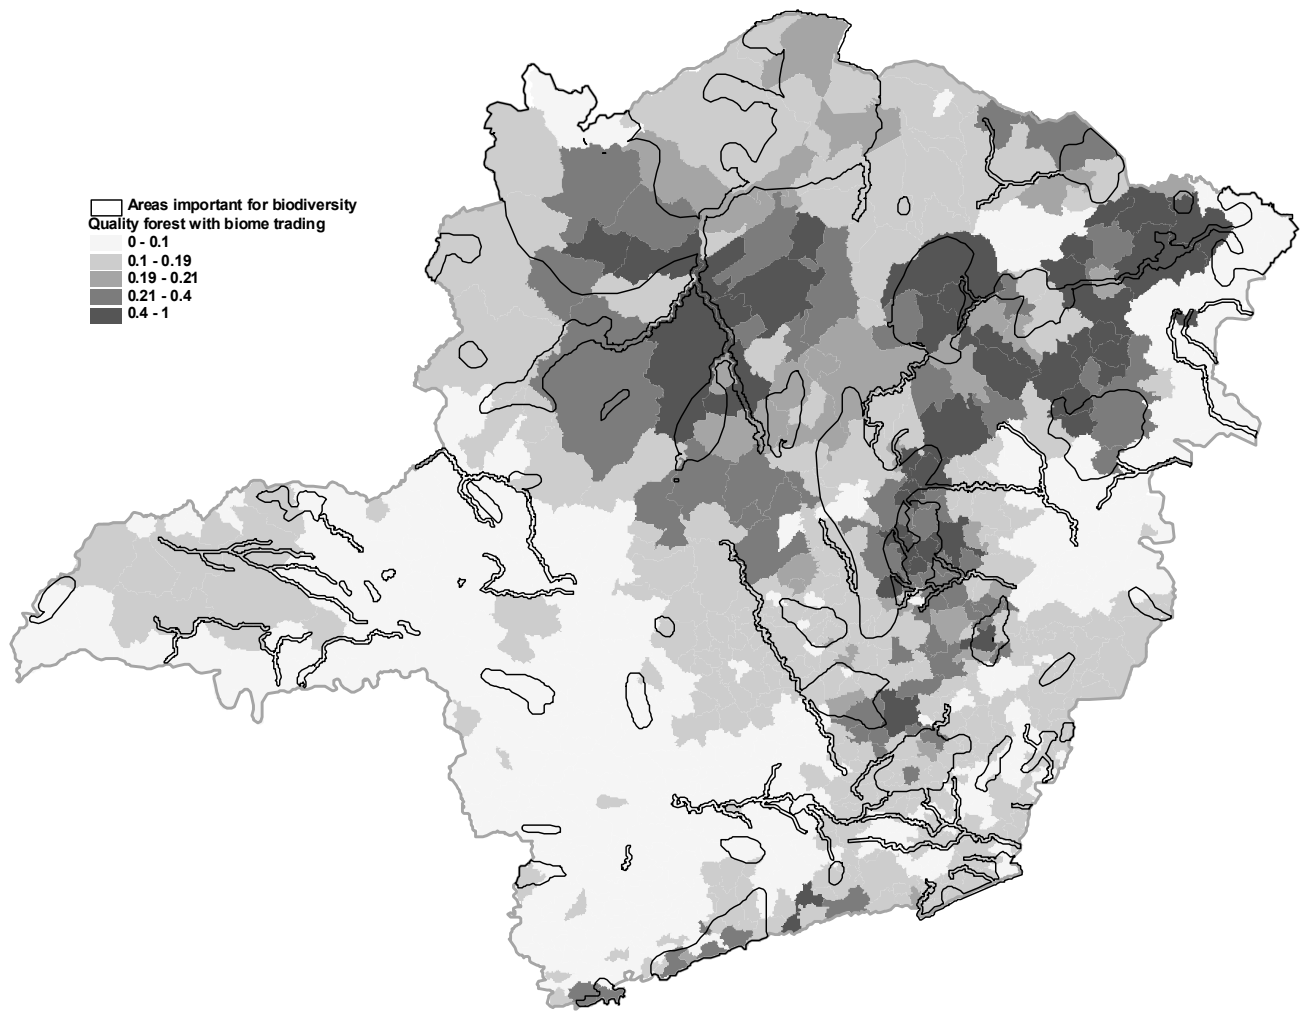 Areas important for biodiversity
Quality forest with biome trading
0 - 0.1
0.1 - 0.19
0.19 - 0.21
0.21 - 0.4
0.4 - 1